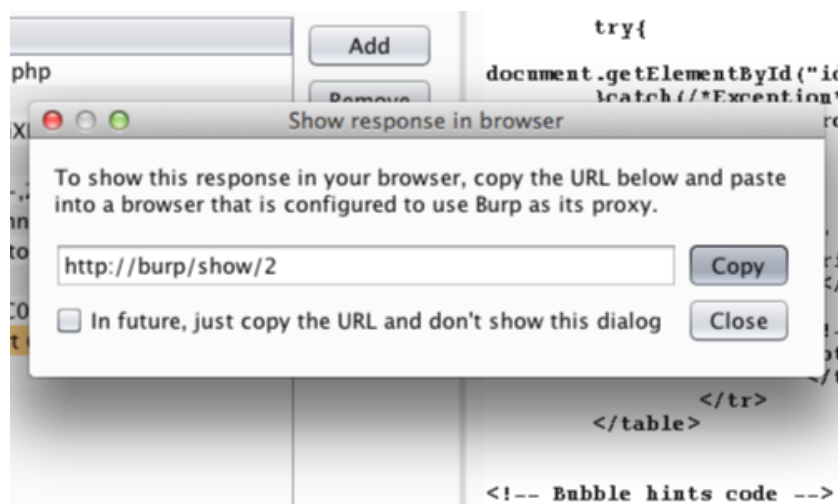 try{
Add
php
document.getElementById("id
Remove
}catch(/*Exception*
Show response in browser
To show this response in your browser, copy the URL below and paste
into a browser that is configured to use Burp as its proxy.
http://burp/show/2
Copy
In future, just copy the URL and don't show this dialog
Close
</tr>
</table>
<!-- Bubble hints code -->